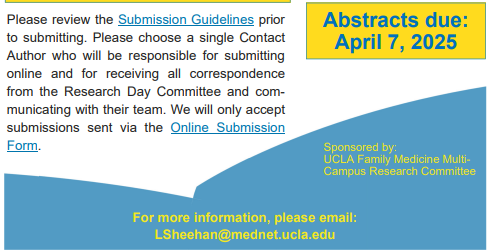 Please review the Submission Guidelines prior
to submitting. Please choose a single Contact
Author who will be responsible for submitting
online and for receiving all correspondence
from the Research Day Committee and com-
municating with their team. We will only accept
submissions sent via the Online Submission
Form.
Abstracts due:
April 7, 2025
Sponsored by:
UCLA Family Medicine Multi-
Campus Research Committee
For more information, please email:
LSheehan@mednet.ucla.edu